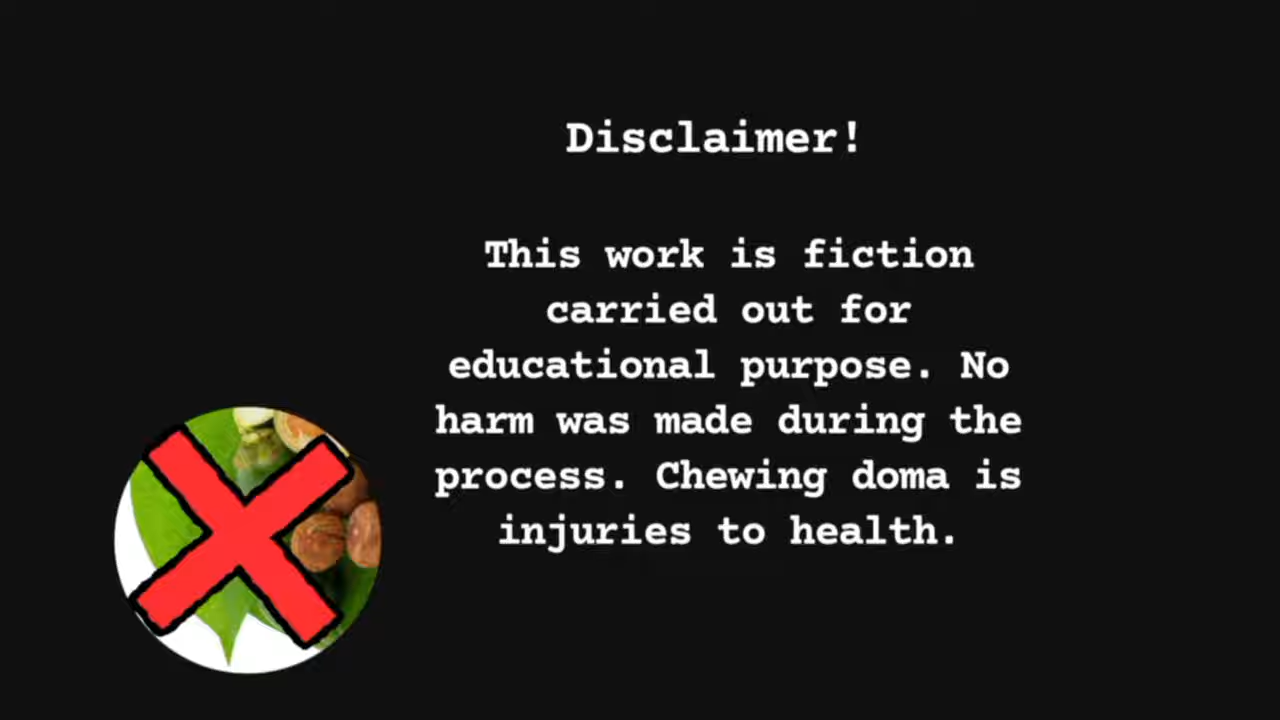 Disclaimer!
This work is fiction
carried out for
educational purpose. No
harm was made during the
process. Chewing doma is
injuries to health.